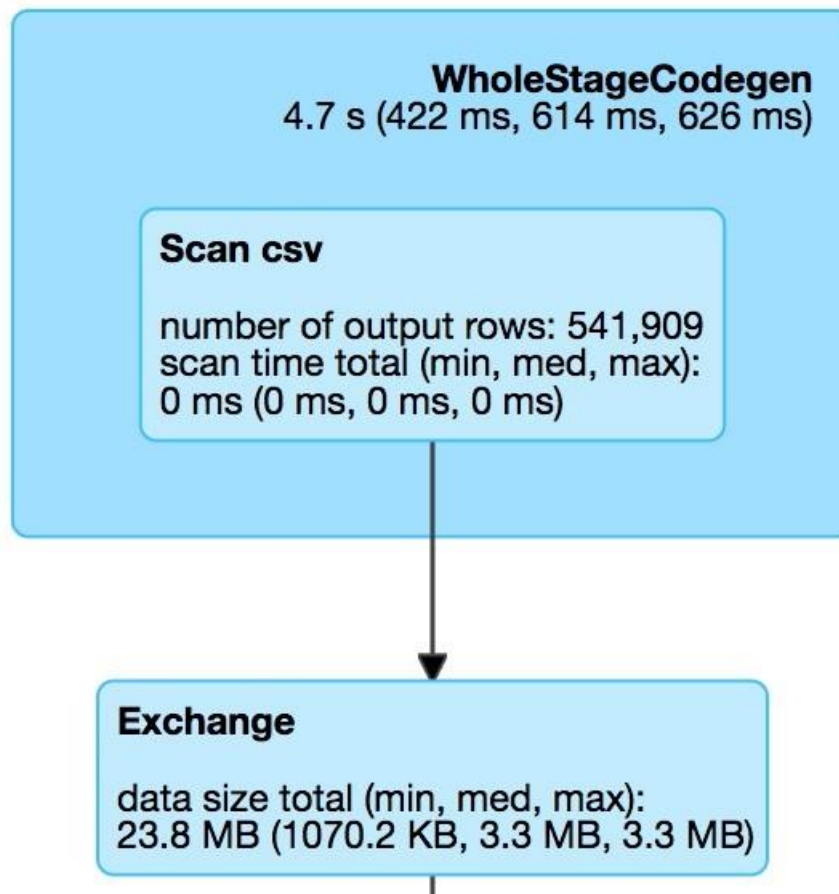 WholeStageCodegen
4.7 s (422 ms, 614 ms, 626 ms)
Scan csv
number of output rows: 541,909
scan time total (min, med, max):
0 ms (0 ms, 0 ms, 0 ms)
Exchange
data size total (min, med, max):
23.8 MB (1070.2 KB, 3.3 MB, 3.3 MB)